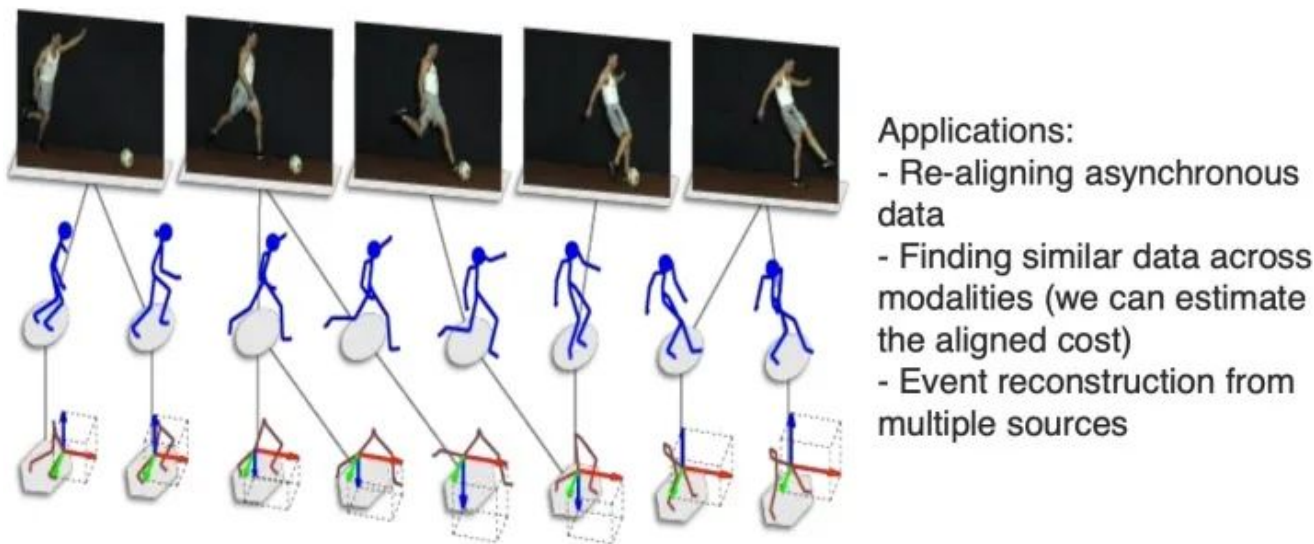 Applications:
- Re-aligning asynchronous
data
- Finding similar data across
modalities (we can estimate
the aligned cost)
- Event reconstruction from
multiple sources